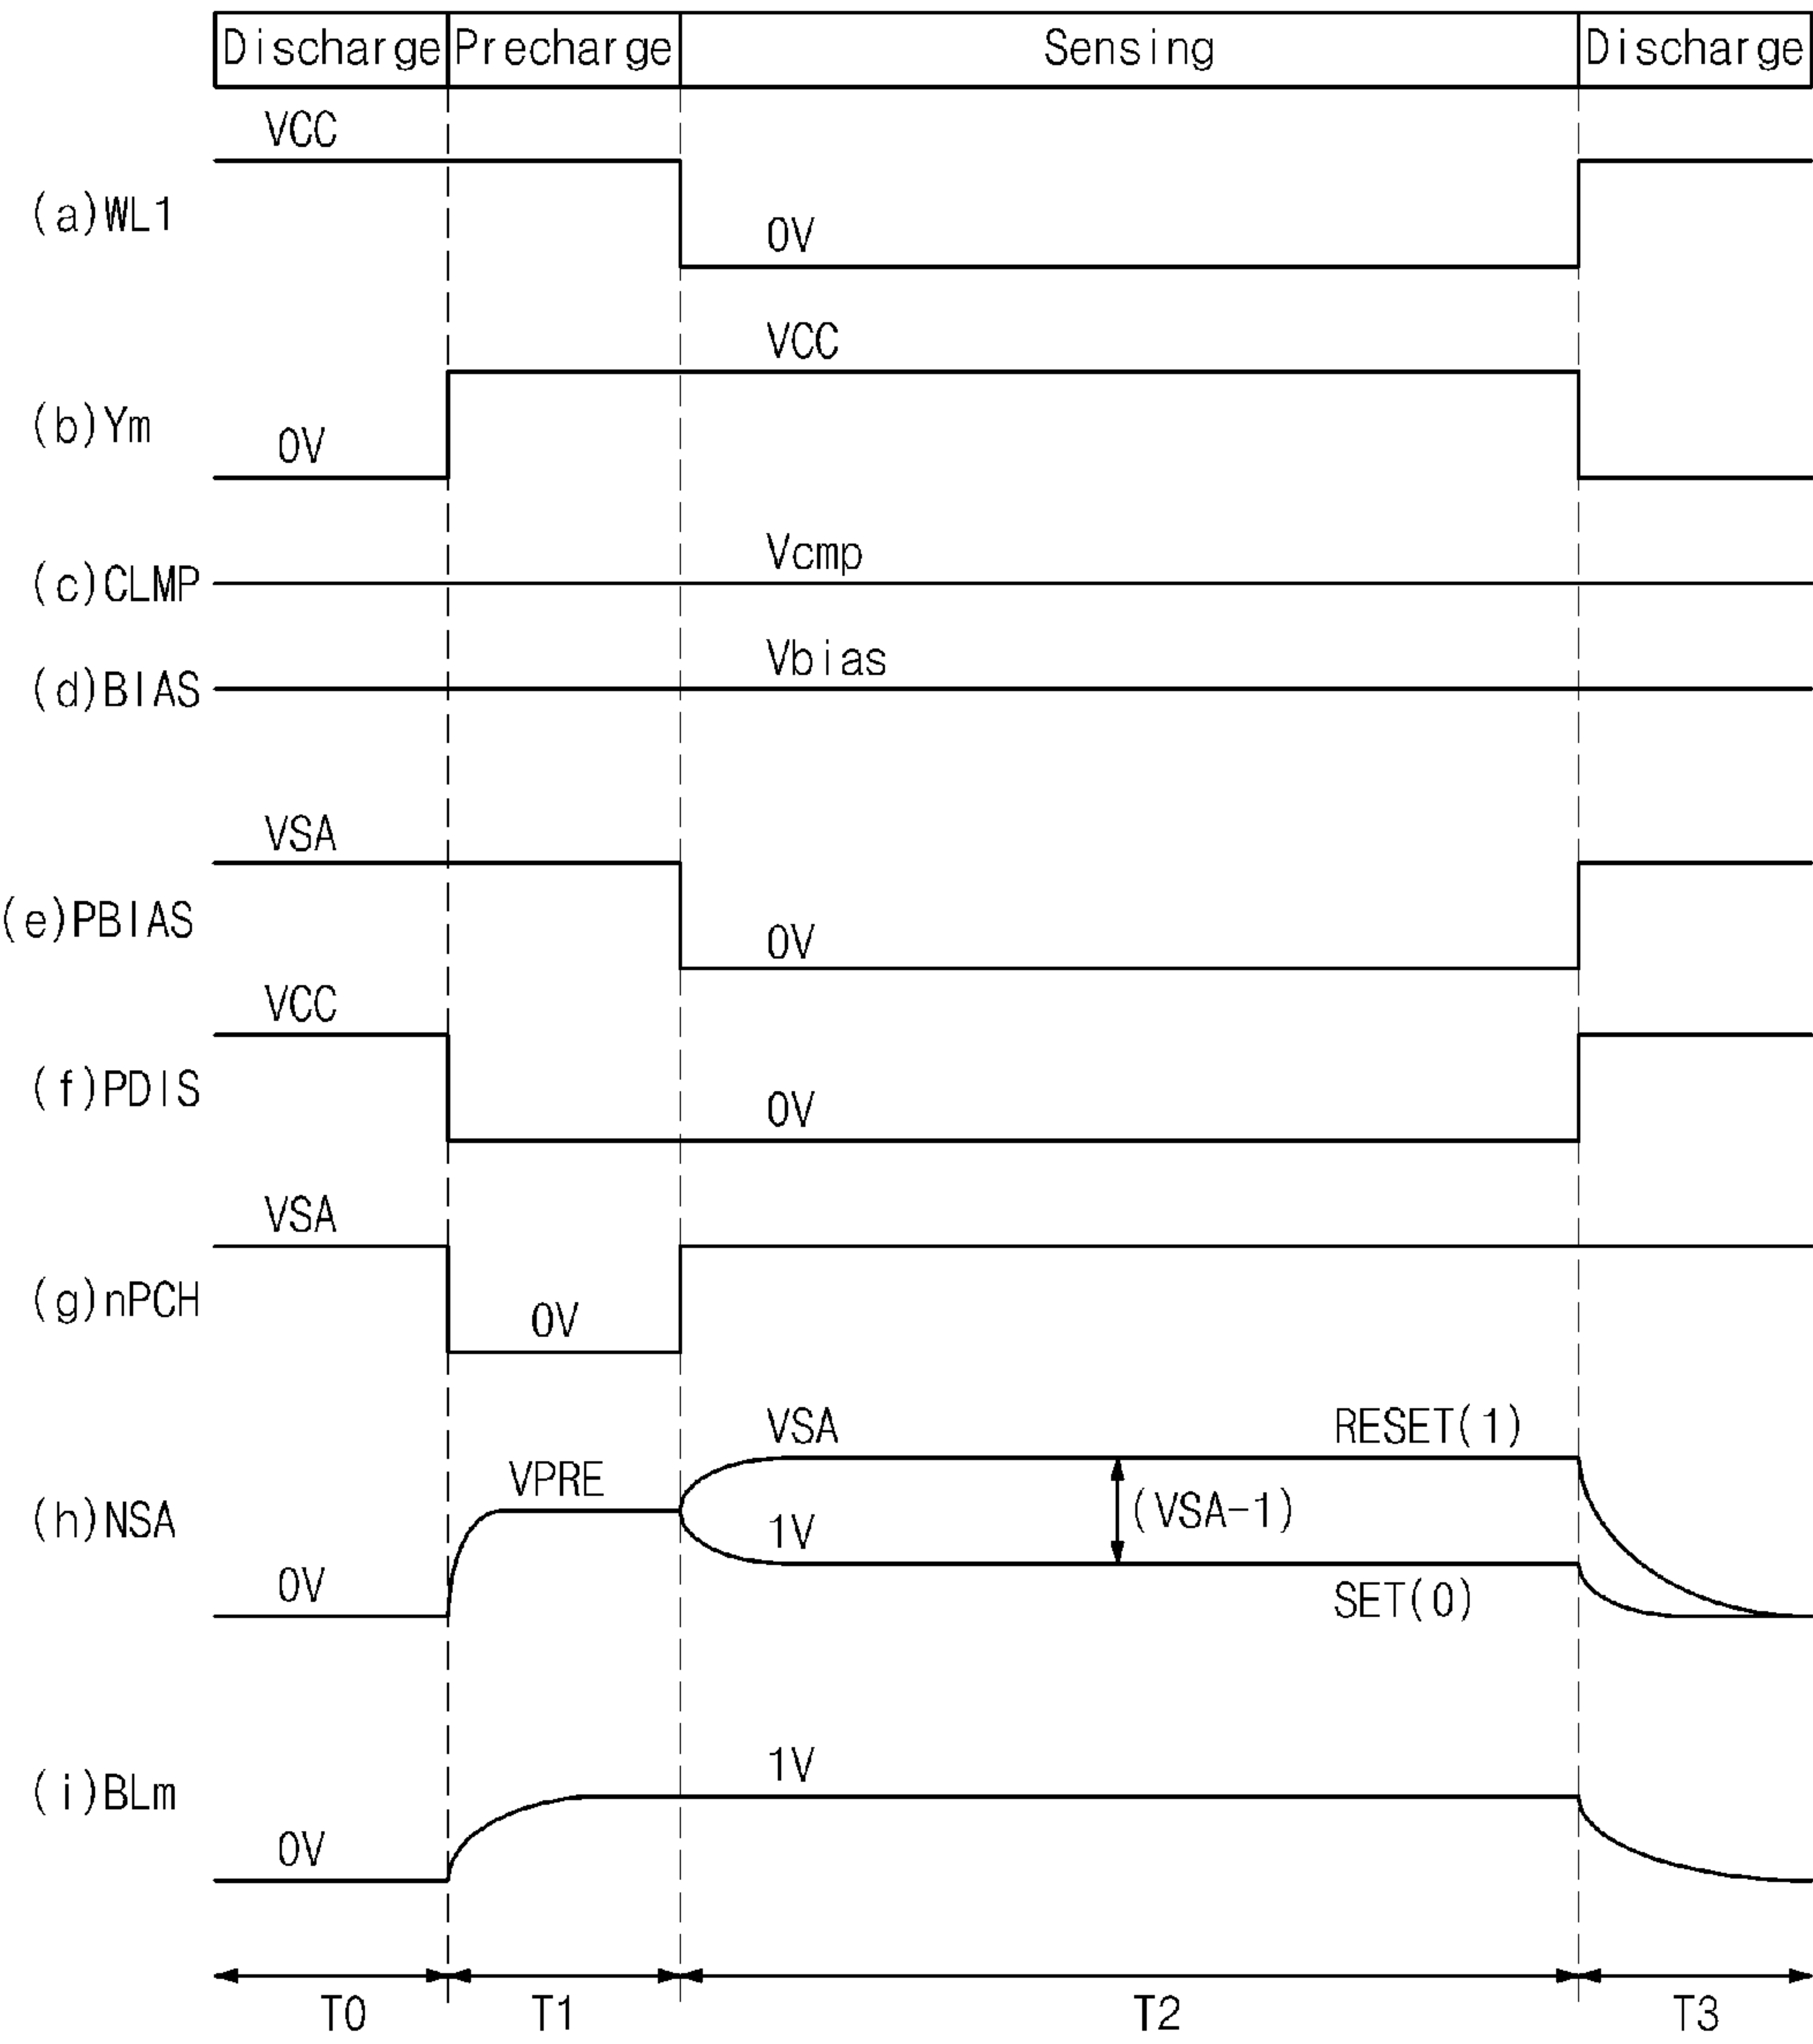 Discharge Precharge Sensing Discharge
VCC
(a)WL1
0V
VCC
(b)Ym
0V
Vcmp
(c)CLMP
Vbias
(d)BIAS
VSA
(e)PBIAS
0V
VCC
(f)PDIS
0V
VSA
(g)nPCH
0V
VSA RESET(1)
VPRE
(h)NSA 1V (VSA-1)
0V SET(0)
1V
(i)BLm
0V
T0 T1 T2 T3